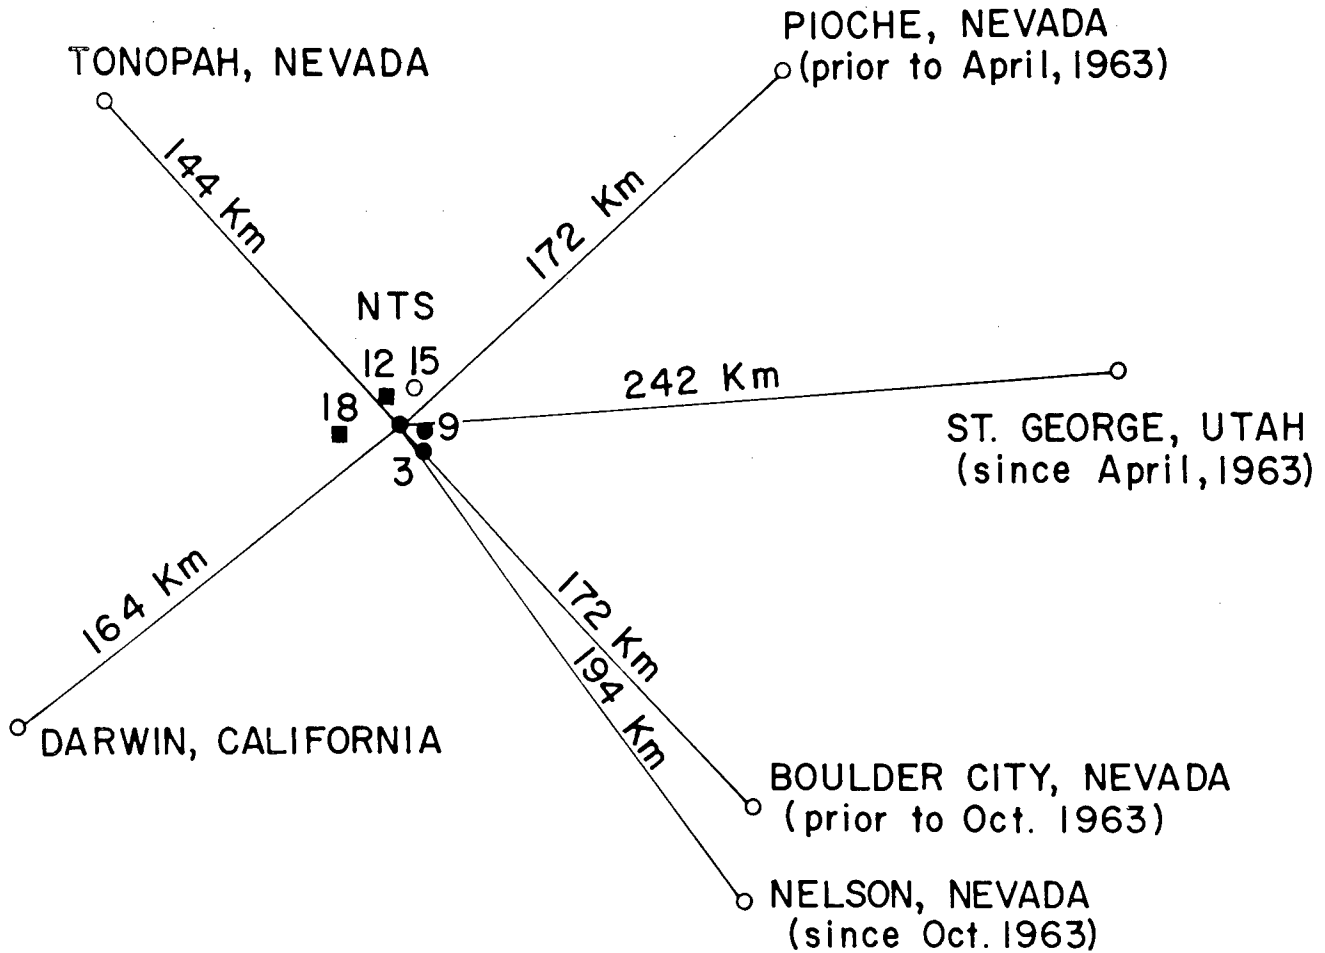 TONOPAH, NEVADA
PIOCHE, NEVADA
(prior to April, 1963)
144 Km
172 Km
NTS
12 15
18
9
3
242 Km
ST. GEORGE, UTAH
(since April, 1963)
164 Km
172 Km
194 Km
DARWIN, CALIFORNIA
BOULDER CITY, NEVADA
(prior to Oct. 1963)
NELSON, NEVADA
(since Oct. 1963)